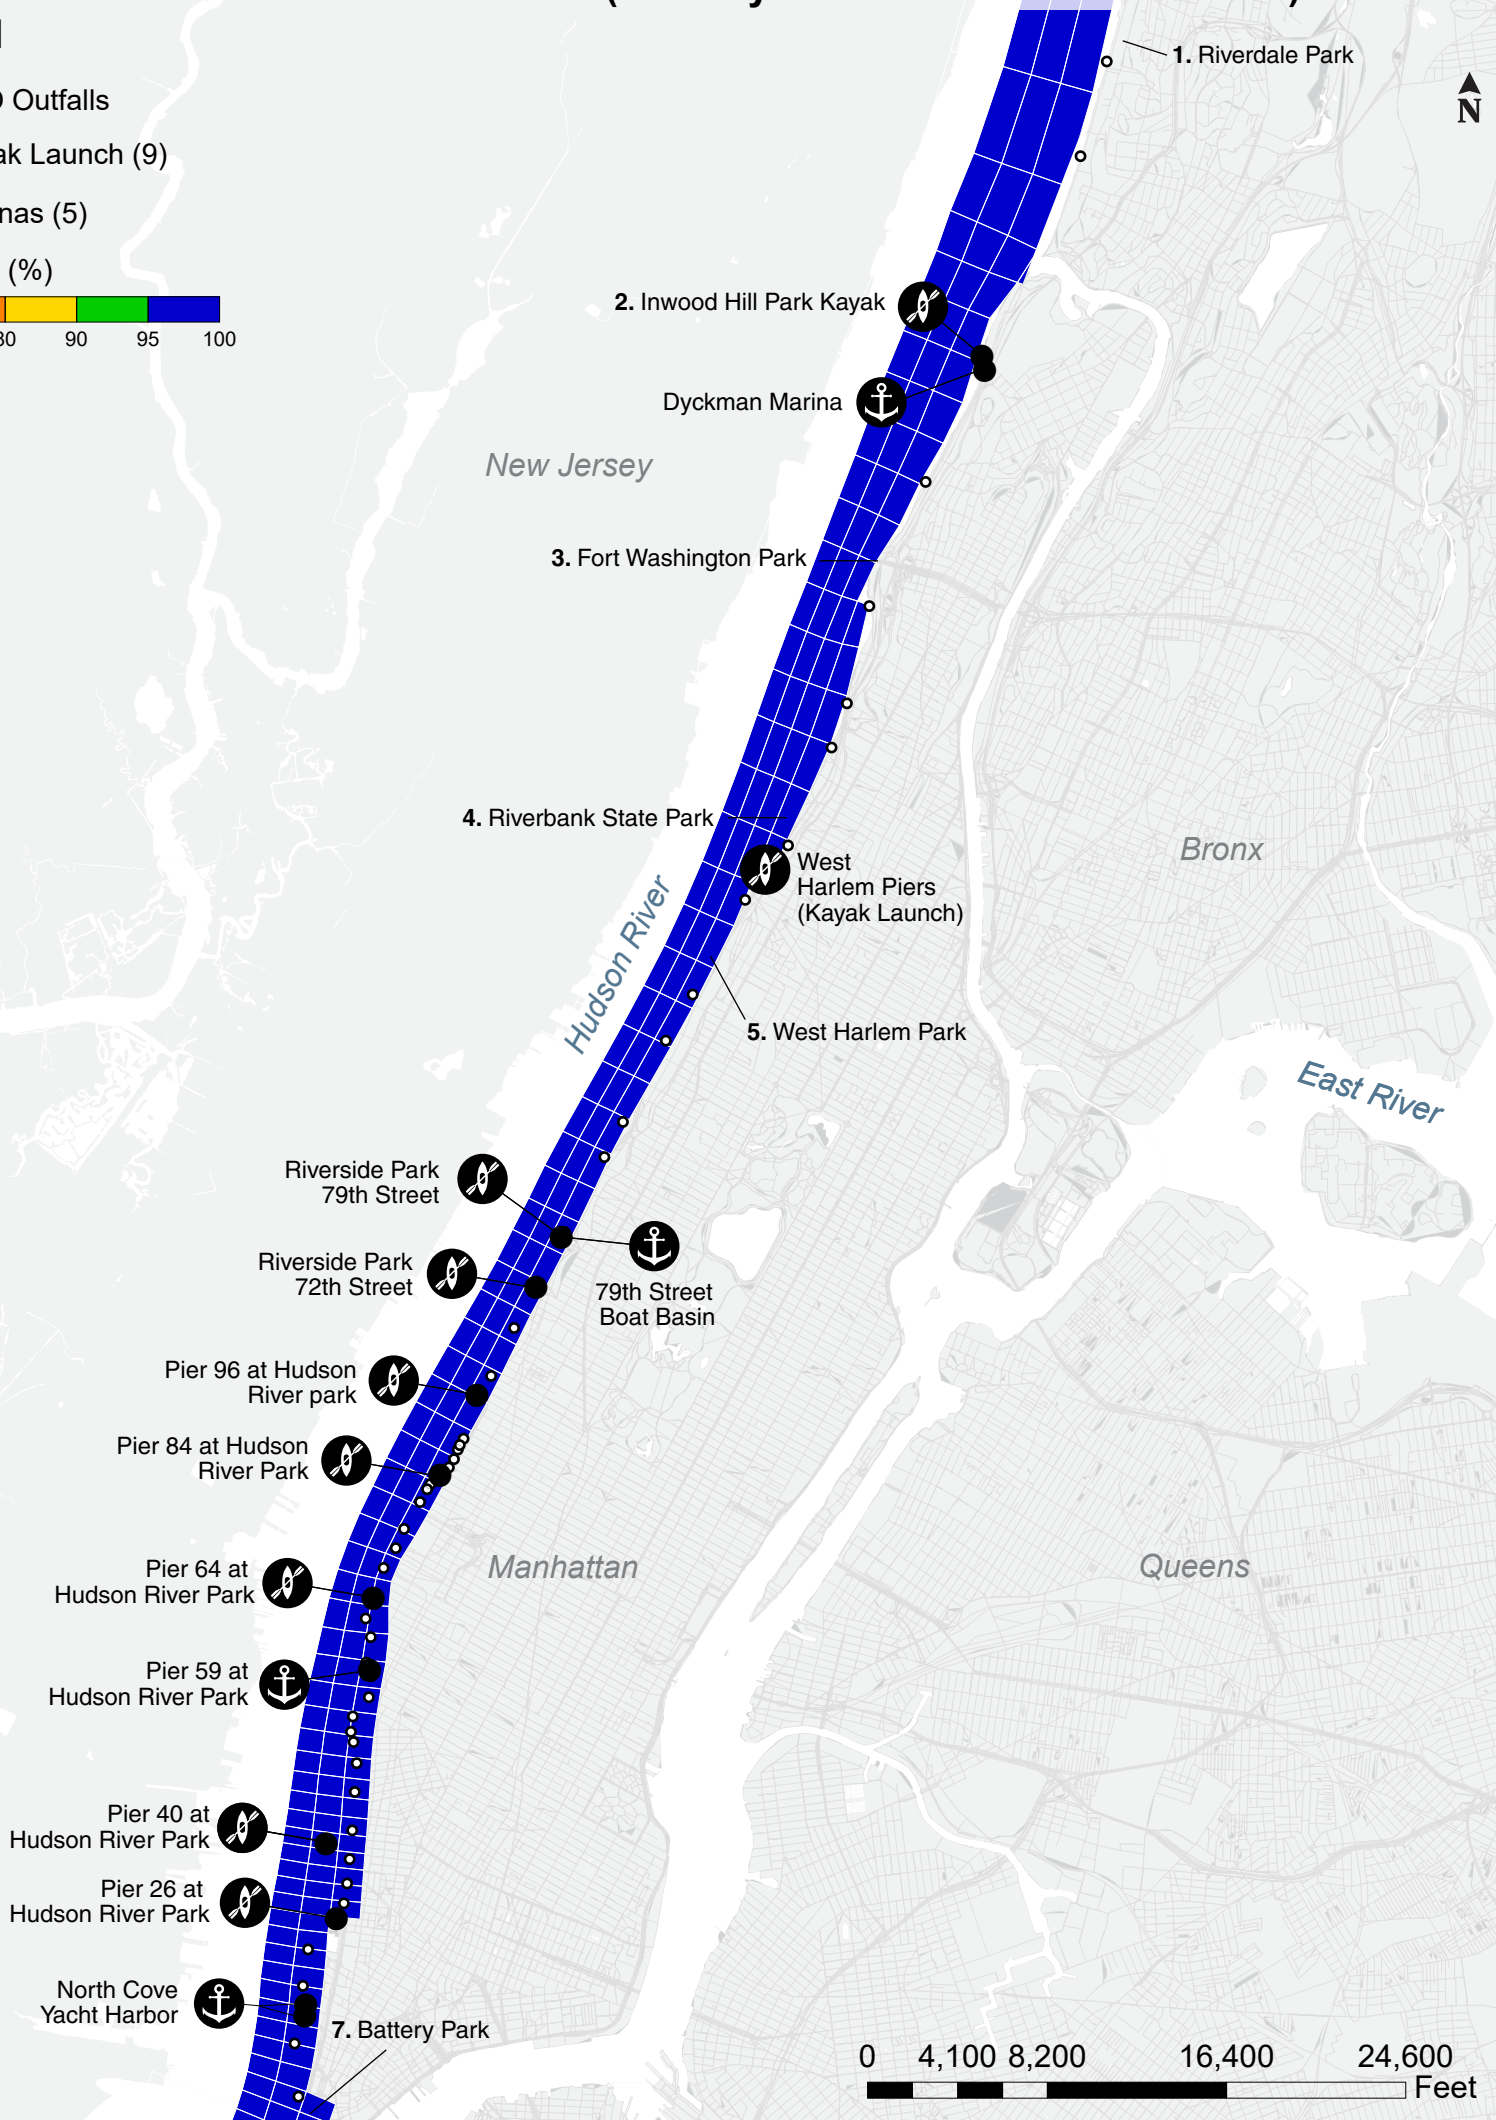 Outfalls
Launch (9)
(5)
(%)
90 95 100
1. Riverdale Park
N
2. Inwood Hill Park Kayak
Dyckman Marina
New Jersey
3. Fort Washington Park
4. Riverbank State Park
West
Harlem Piers
(Kayak Launch)
Bronx
Hudson River
5. West Harlem Park
East River
Riverside Park
79th Street
Riverside Park
72th Street
79th Street
Boat Basin
Pier 96 at Hudson
River park
Pier 84 at Hudson
River Park
Manhattan
Queens
Pier 64 at
Hudson River Park
Pier 59 at
Hudson River Park
Pier 40 at
Hudson River Park
Pier 26 at
Hudson River Park
North Cove
Yacht Harbor
7. Battery Park
0 4,100 8,200 16,400 24,600
Feet